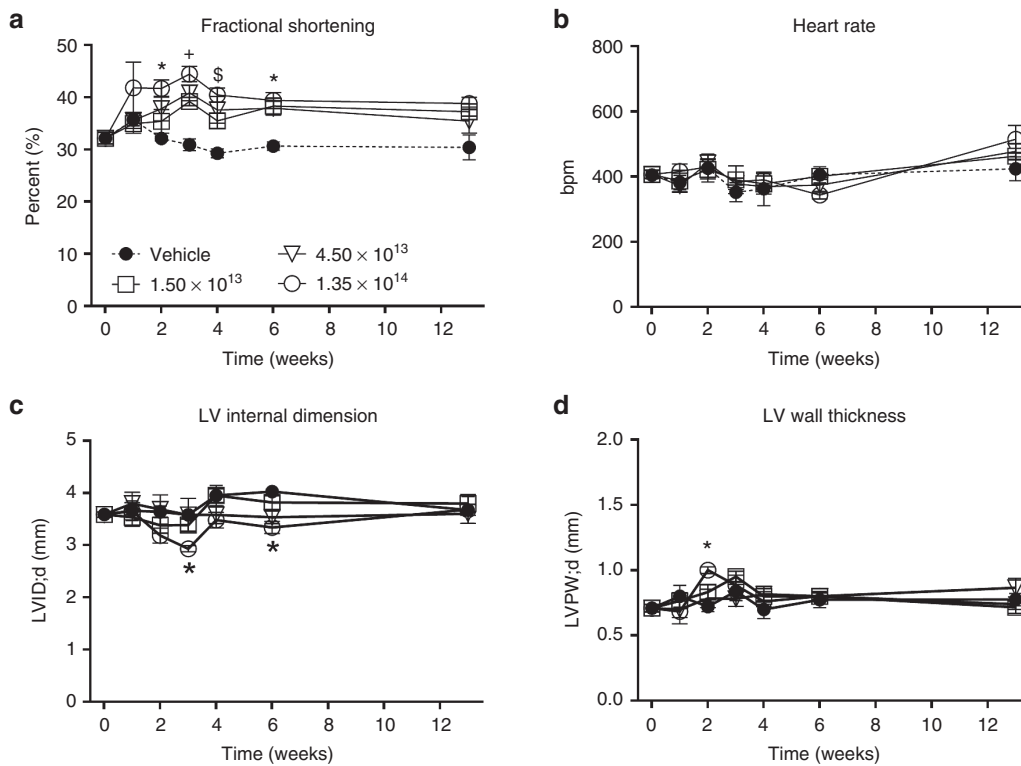 a
Fractional shortening
50
40
30
20
10
0
Percent (%)
* + $ *
Vehicle
1.50 × 10¹³
4.50 × 10¹³
1.35 × 10¹⁴
0 2 4 6 8 10 12
Time (weeks)
b
Heart rate
800
600
400
200
0
bpm
0 2 4 6 8 10 12
Time (weeks)
c
LV internal dimension
5
4
3
2
1
0
LVID;d (mm)
* *
0 2 4 6 8 10 12
Time (weeks)
d
LV wall thickness
2.0
1.5
1.0
0.5
0.0
LVPW;d (mm)
*
0 2 4 6 8 10 12
Time (weeks)